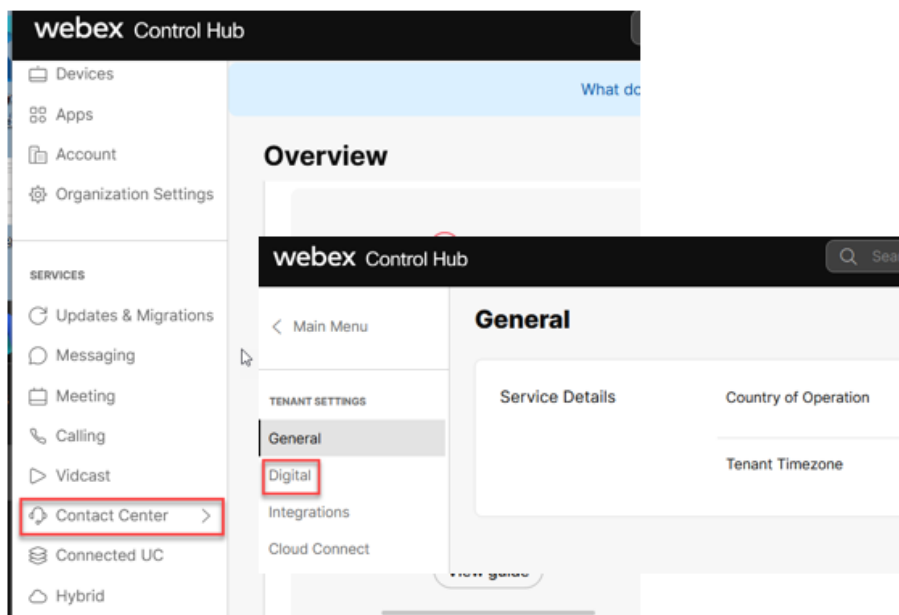 webex Control Hub
Devices
Apps
Account
Organization Settings
SERVICES
Updates & Migrations
Messaging
Meeting
Calling
Vidcast
Contact Center
Connected UC
Hybrid
What do
Overview
webex Control Hub
Main Menu
TENANT SETTINGS
General
Digital
Integrations
Cloud Connect
General
Service Details
Country of Operation
Tenant Timezone
View guide